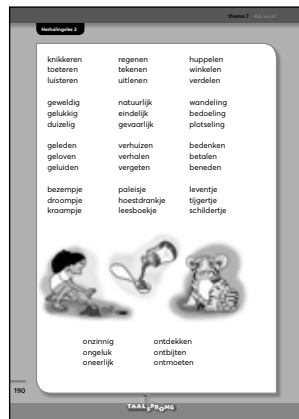 thema 7
Herhalingsles 3
knikkeren regenen huppelen
toeteren tekenen winkelen
luisteren uitlenen verdelen
geweldig natuurlijk wandeling
gelukkig eindelijk bedoeling
duizelig gevaarlijk plotseling
geleden verhuizen bedenken
geloven verhalen betalen
geluiden vergeten beneden
bezempje paleisje leventje
droompje hoestdrankje tijgertje
kraampje leesboekje schildertje
onzinnig ontdekken
ongeluk ontbijten
oneerlijk ontmoeten
190
TAALSPRONG